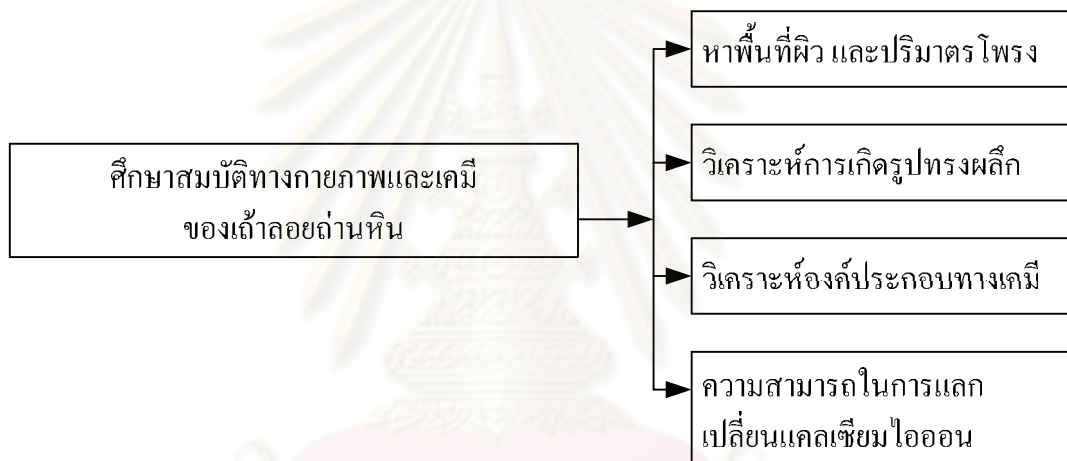 หาพื้นที่ผิว และปริมาตรโพรง
ศึกษาสมบัติทางกายภาพและเคมี
ของเถ้าลอยถ่านหิน
วิเคราะห์การเกิดรูปทรงผลึก
วิเคราะห์องค์ประกอบทางเคมี
ความสามารถในการแลก
เปลี่ยนแคลเซียมไอออน